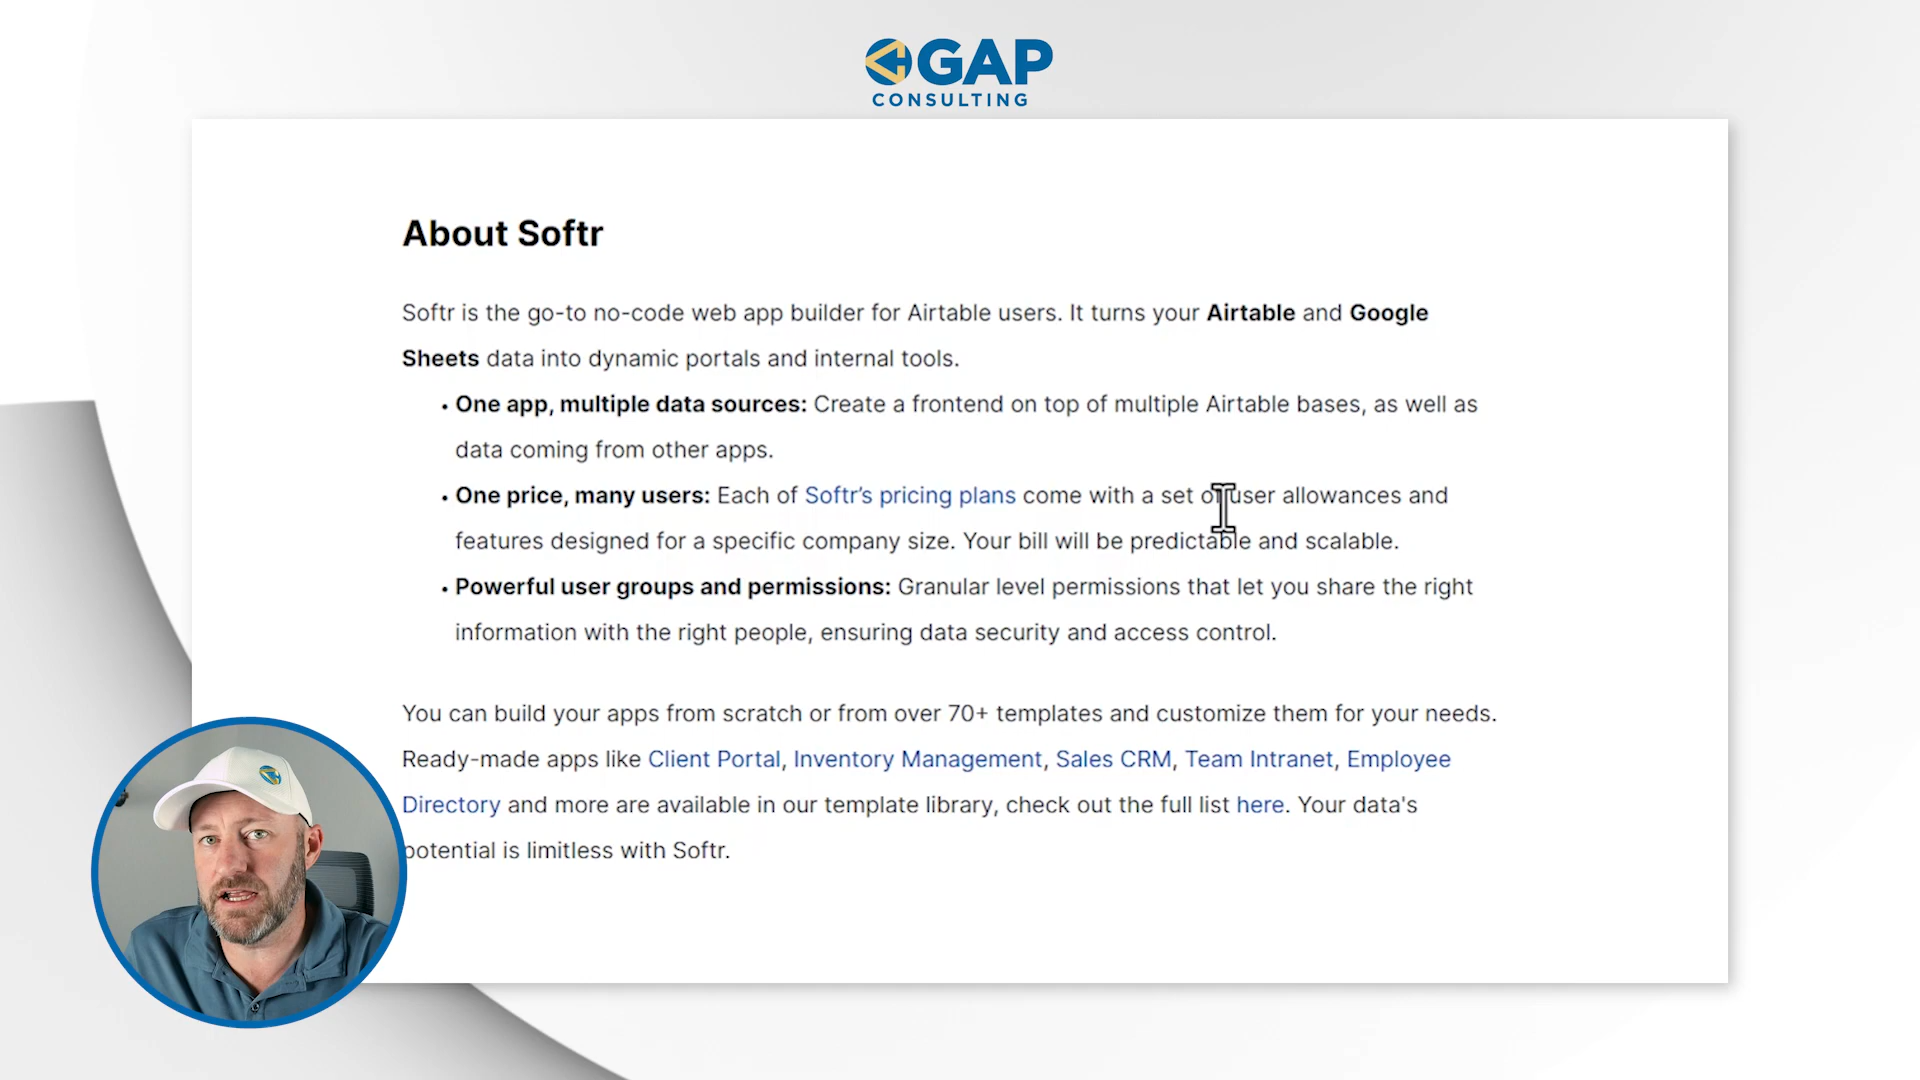 GAP
CONSULTING
About Softr
Softr is the go-to no-code web app builder for Airtable users. It turns your Airtable and Google
Sheets data into dynamic portals and internal tools.
• One app, multiple data sources: Create a frontend on top of multiple Airtable bases, as well as
data coming from other apps.
• One price, many users: Each of Softr’s pricing plans come with a set of user allowances and
features designed for a specific company size. Your bill will be predictable and scalable.
• Powerful user groups and permissions: Granular level permissions that let you share the right
information with the right people, ensuring data security and access control.
You can build your apps from scratch or from over 70+ templates and customize them for your needs.
Ready-made apps like Client Portal, Inventory Management, Sales CRM, Team Intranet, Employee
Directory and more are available in our template library, check out the full list here. Your data's
potential is limitless with Softr.